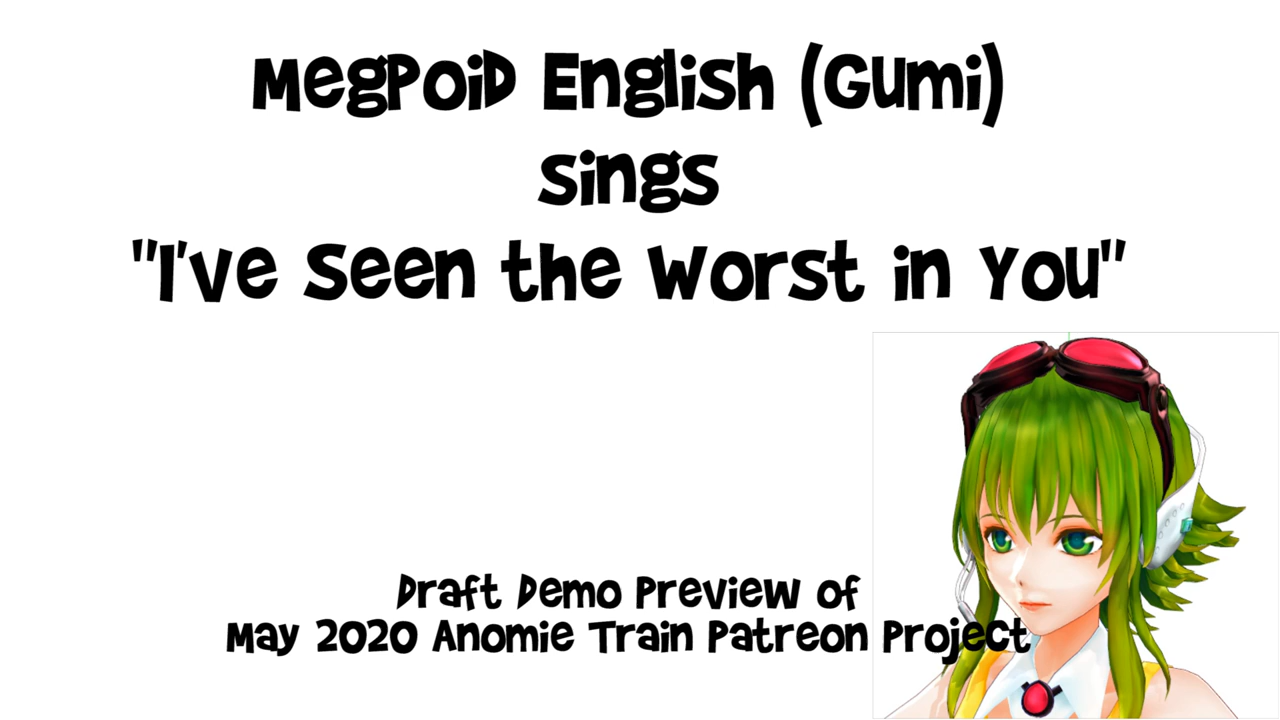 Megpoid English (Gumi)
sings
"I've Seen the Worst in You"
Draft Demo Preview of
May 2020 Anomie Train Patreon Project